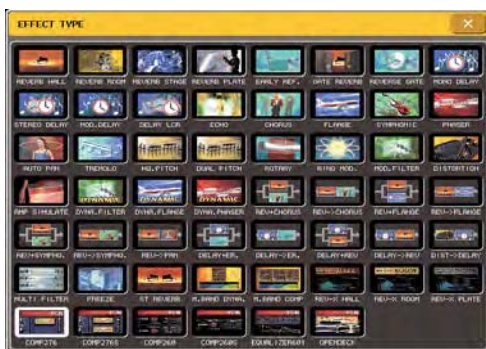 EFFECT TYPE
REVERB HALL REVERB ROOM REVERB STAGE REVERB PLATE EARLY REF. GATE REVERB REVERSE GATE MONO DELAY
STEREO DELAY MOD.DELAY DELAY LCR ECHO CHORUS FLANGE SYMPHONIC PHASER
AUTO PAN TREMOLO HQ.PITCH DUAL PITCH ROTARY RING MOD. MOD.FILTER DISTORTION
AMP SIMULATE DYNA.FILTER DYNA.FLANGE DYNA.PHASER REV+CHORUS REV->CHORUS REV+FLANGE REV->FLANGE
REV+SYMPHO. REV->SYMPHO. REV->PAN DELAY+ER. DELAY->ER. DELAY+REV DELAY->REV DIST->DELAY
MULTI FILTER FREEZE ST REVERB M.BAND DYNA. M.BAND COMP REV-X HALL REV-X ROOM REV-X PLATE
COMP276 COMP276S COMP260 COMP260S EQUALIZER601 OPENDECK